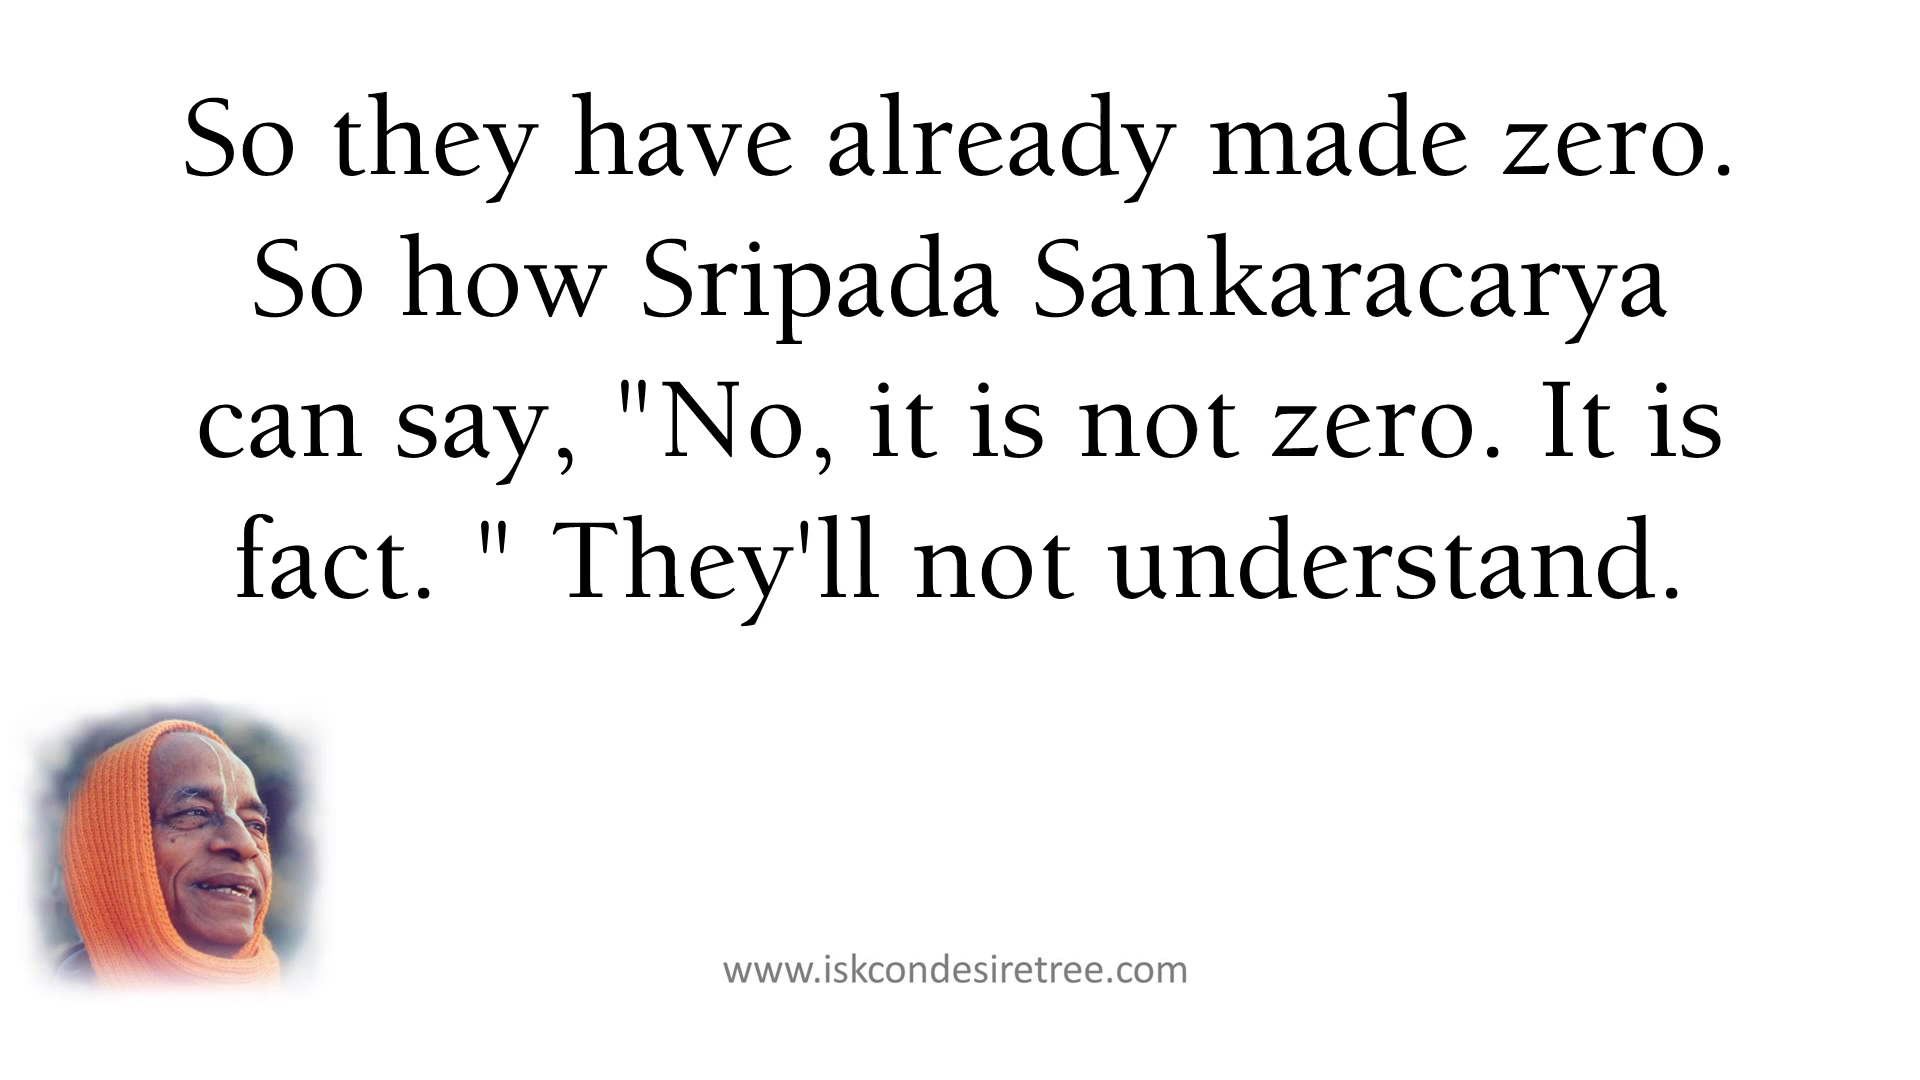 So they have already made zero.
So how Sripada Sankaracarya
can say, "No, it is not zero. It is
fact. " They'll not understand.
www.iskcondesiretree.com